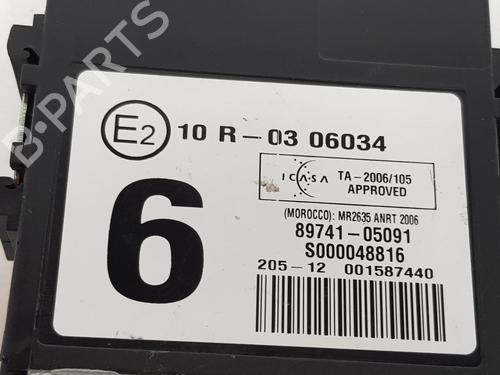 E2 10 R - 03 06034
ICASA TA - 2006/105
APPROVED
6
(MOROCCO): MR2635 ANRT 2006
89741 - 05091
S000048816
205 - 12 001587440
B-PARTS